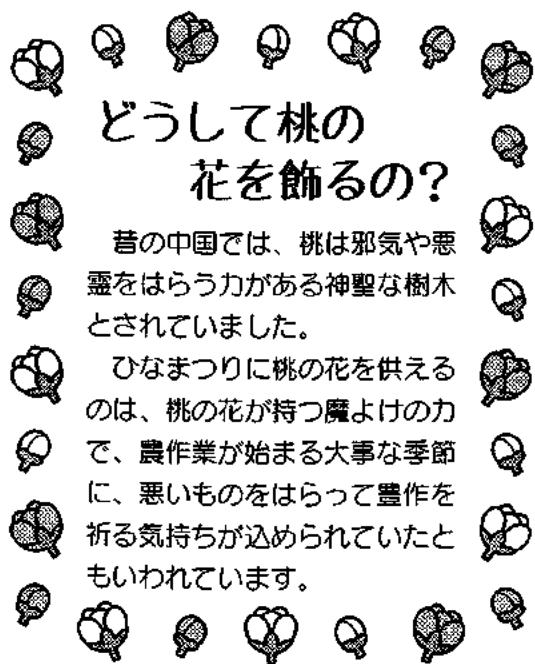 どうして桃の
花を飾るの？
昔の中国では、桃は邪気や悪
霊をはらう力がある神聖な樹木
とされていました。
ひなまつりに桃の花を供える
のは、桃の花が持つ魔よけの力
で、農作業が始まる大事な季節
に、悪いものをはらって豊作を
祈る気持ちが込められていたと
もいわれています。